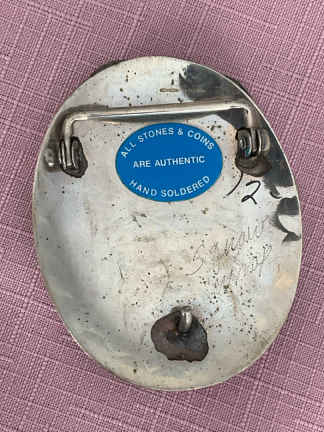 ALL STONES & COINS
ARE AUTHENTIC
HAND SOLDERED
12